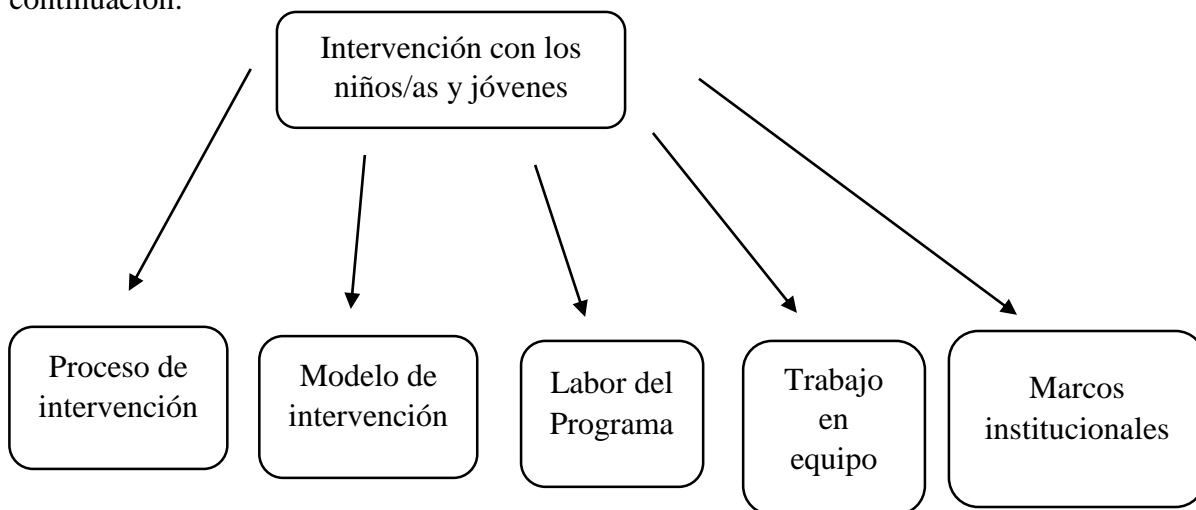 continuación:
Intervención con los
niños/as y jóvenes
Proceso de
intervención
Modelo de
intervención
Labor del
Programa
Trabajo
en
equipo
Marcos
institucionales